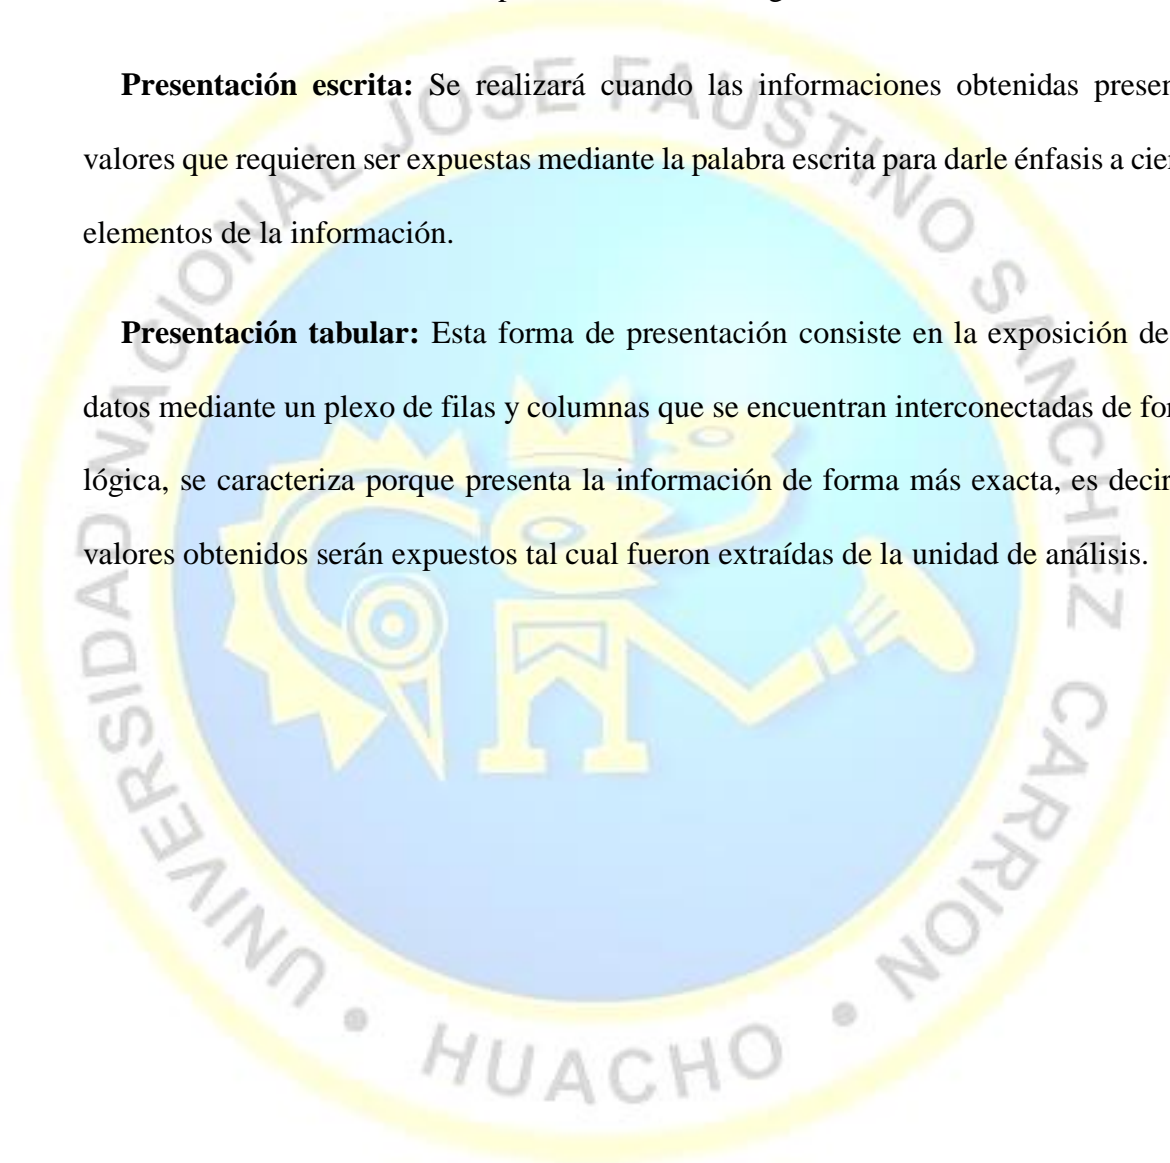 Presentación escrita: Se realizará cuando las informaciones obtenidas presen
valores que requieren ser expuestas mediante la palabra escrita para darle énfasis a cier
elementos de la información.
Presentación tabular: Esta forma de presentación consiste en la exposición de
datos mediante un plexo de filas y columnas que se encuentran interconectadas de for
lógica, se caracteriza porque presenta la información de forma más exacta, es decir
valores obtenidos serán expuestos tal cual fueron extraídas de la unidad de análisis.
UNIVERSIDAD NACIONAL JOSE FAUSTINO SANCHEZ CARRION
• HUACHO •